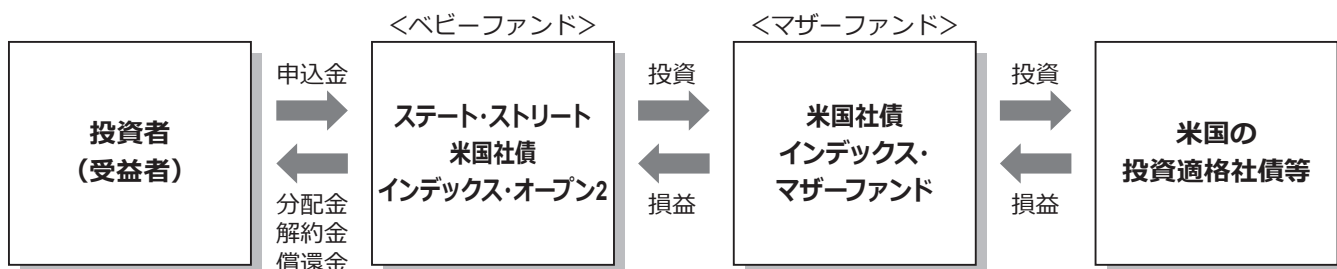 <ベビーファンド>
<マザーファンド>
投資者
(受益者)
申込金
分配金
解約金
償還金
ステート・ストリート
米国社債
インデックス・オープン2
投資
損益
米国社債
インデックス・
マザーファンド
投資
損益
米国の
投資適格社債等